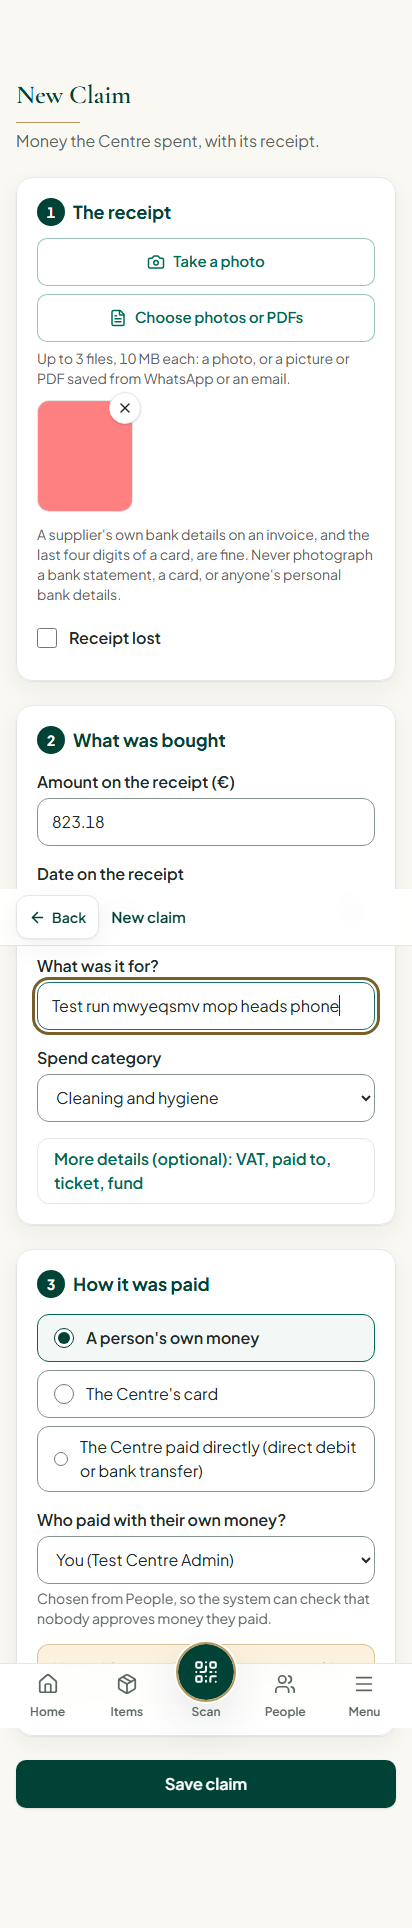 New Claim
Money the Centre spent, with its receipt.
1 The receipt
Take a photo
Choose photos or PDFs
Up to 3 files, 10 MB each: a photo, or a picture or
PDF saved from WhatsApp or an email.
A supplier's own bank details on an invoice, and the
last four digits of a card, are fine. Never photograph
a bank statement, a card, or anyone's personal
bank details.
Receipt lost
2 What was bought
Amount on the receipt (€)
823.18
Date on the receipt
Back New claim
What was it for?
Test run mwyeqsmv mop heads phone
Spend category
Cleaning and hygiene
More details (optional): VAT, paid to,
ticket, fund
3 How it was paid
A person's own money
The Centre's card
The Centre paid directly (direct debit
or bank transfer)
Who paid with their own money?
You (Test Centre Admin)
Chosen from People, so the system can check that
nobody approves money they paid.
Home Items Scan People Menu
Save claim